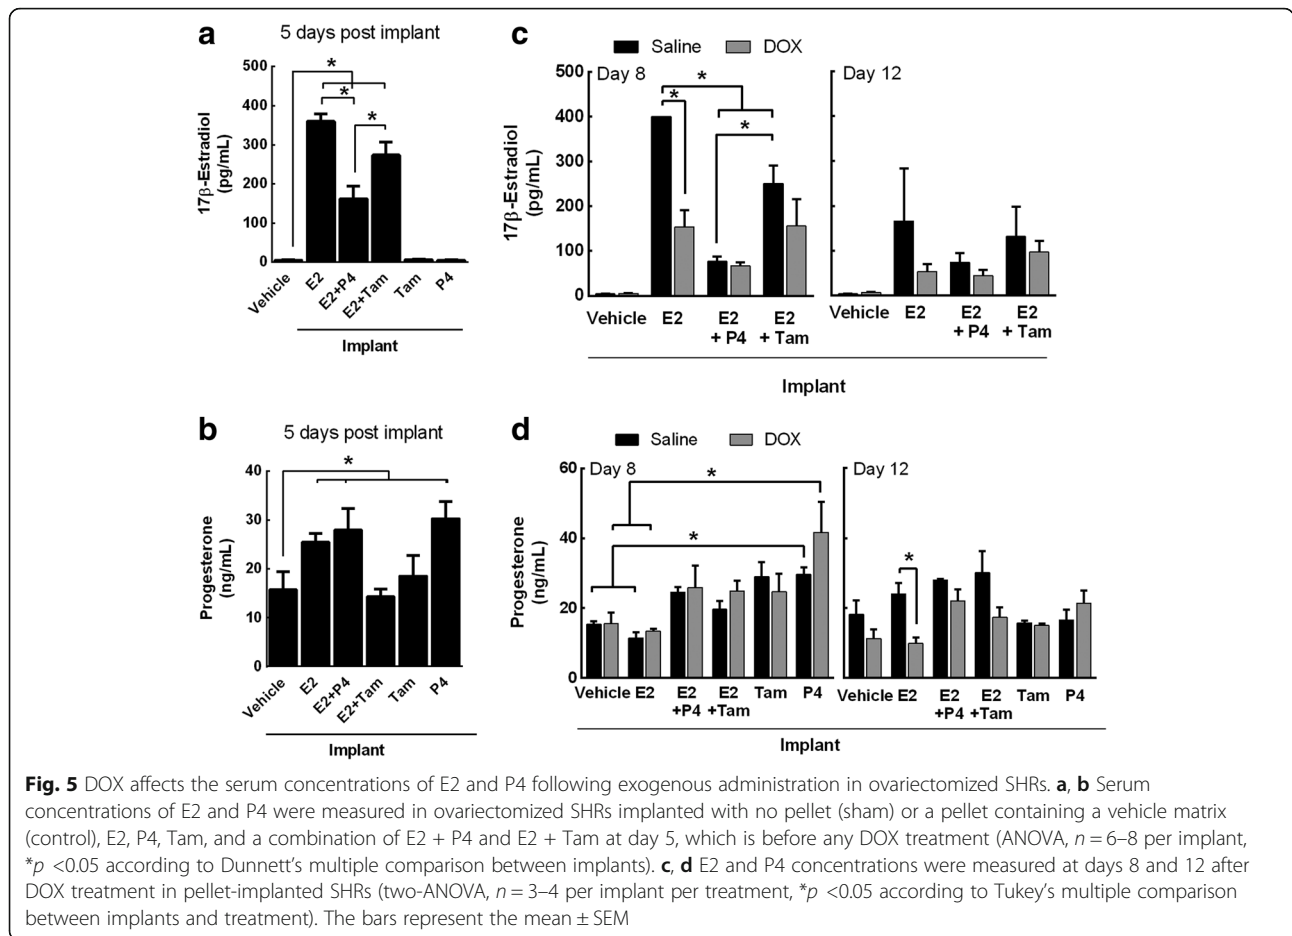 a
5 days post implant
17β-Estradiol
(pg/mL)
500
400
300
200
100
0
*
*
*
Vehicle
E2
E2+P4
E2+Tam
Tam
P4
Implant
c
Saline
DOX
17β-Estradiol
(pg/mL)
500
400
300
200
100
0
Day 8
*
*
*
Vehicle
E2
E2
+ P4
E2
+ Tam
Day 12
Vehicle
E2
E2
+ P4
E2
+ Tam
Implant
b
5 days post implant
Progesterone
(ng/mL)
40
30
20
10
0
*
Vehicle
E2
E2+P4
E2+Tam
Tam
P4
Implant
d
Saline
DOX
Progesterone
(ng/mL)
60
40
20
0
Day 8
*
*
Vehicle
E2
E2
+P4
E2
+Tam
Tam
P4
Day 12
*
Vehicle
E2
E2
+P4
E2
+Tam
Tam
P4
Implant
Fig. 5 DOX affects the serum concentrations of E2 and P4 following exogenous administration in ovariectomized SHRs. a, b Serum
concentrations of E2 and P4 were measured in ovariectomized SHRs implanted with no pellet (sham) or a pellet containing a vehicle matrix
(control), E2, P4, Tam, and a combination of E2 + P4 and E2 + Tam at day 5, which is before any DOX treatment (ANOVA, n = 6–8 per implant,
*p <0.05 according to Dunnett's multiple comparison between implants). c, d E2 and P4 concentrations were measured at days 8 and 12 after
DOX treatment in pellet-implanted SHRs (two-ANOVA, n = 3–4 per implant per treatment, *p <0.05 according to Tukey's multiple comparison
between implants and treatment). The bars represent the mean ± SEM